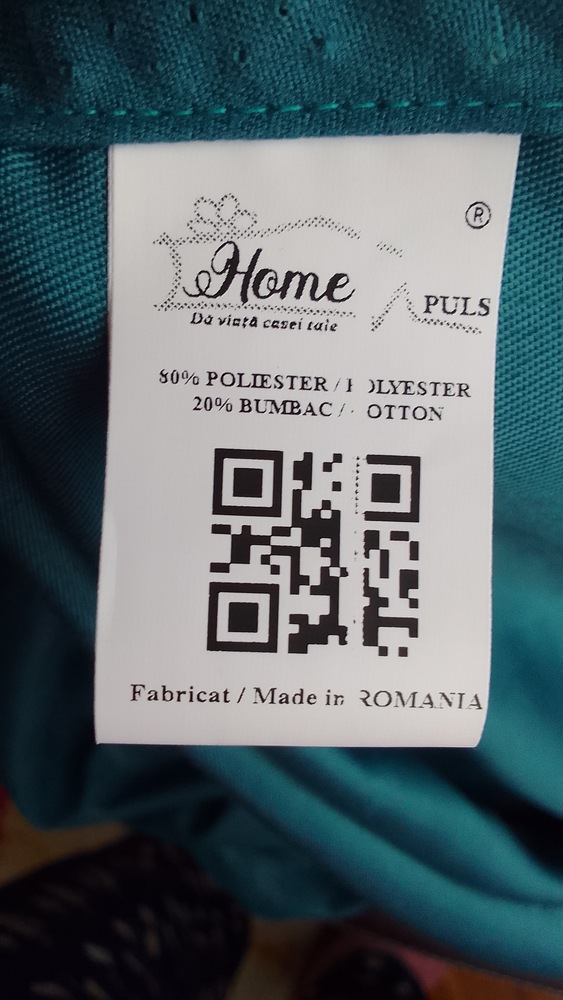 ®
Home PULS
Dă viață casei tale
80% POLIESTER / POLYESTER
20% BUMBAC / COTTON
Fabricat / Made in ROMANIA